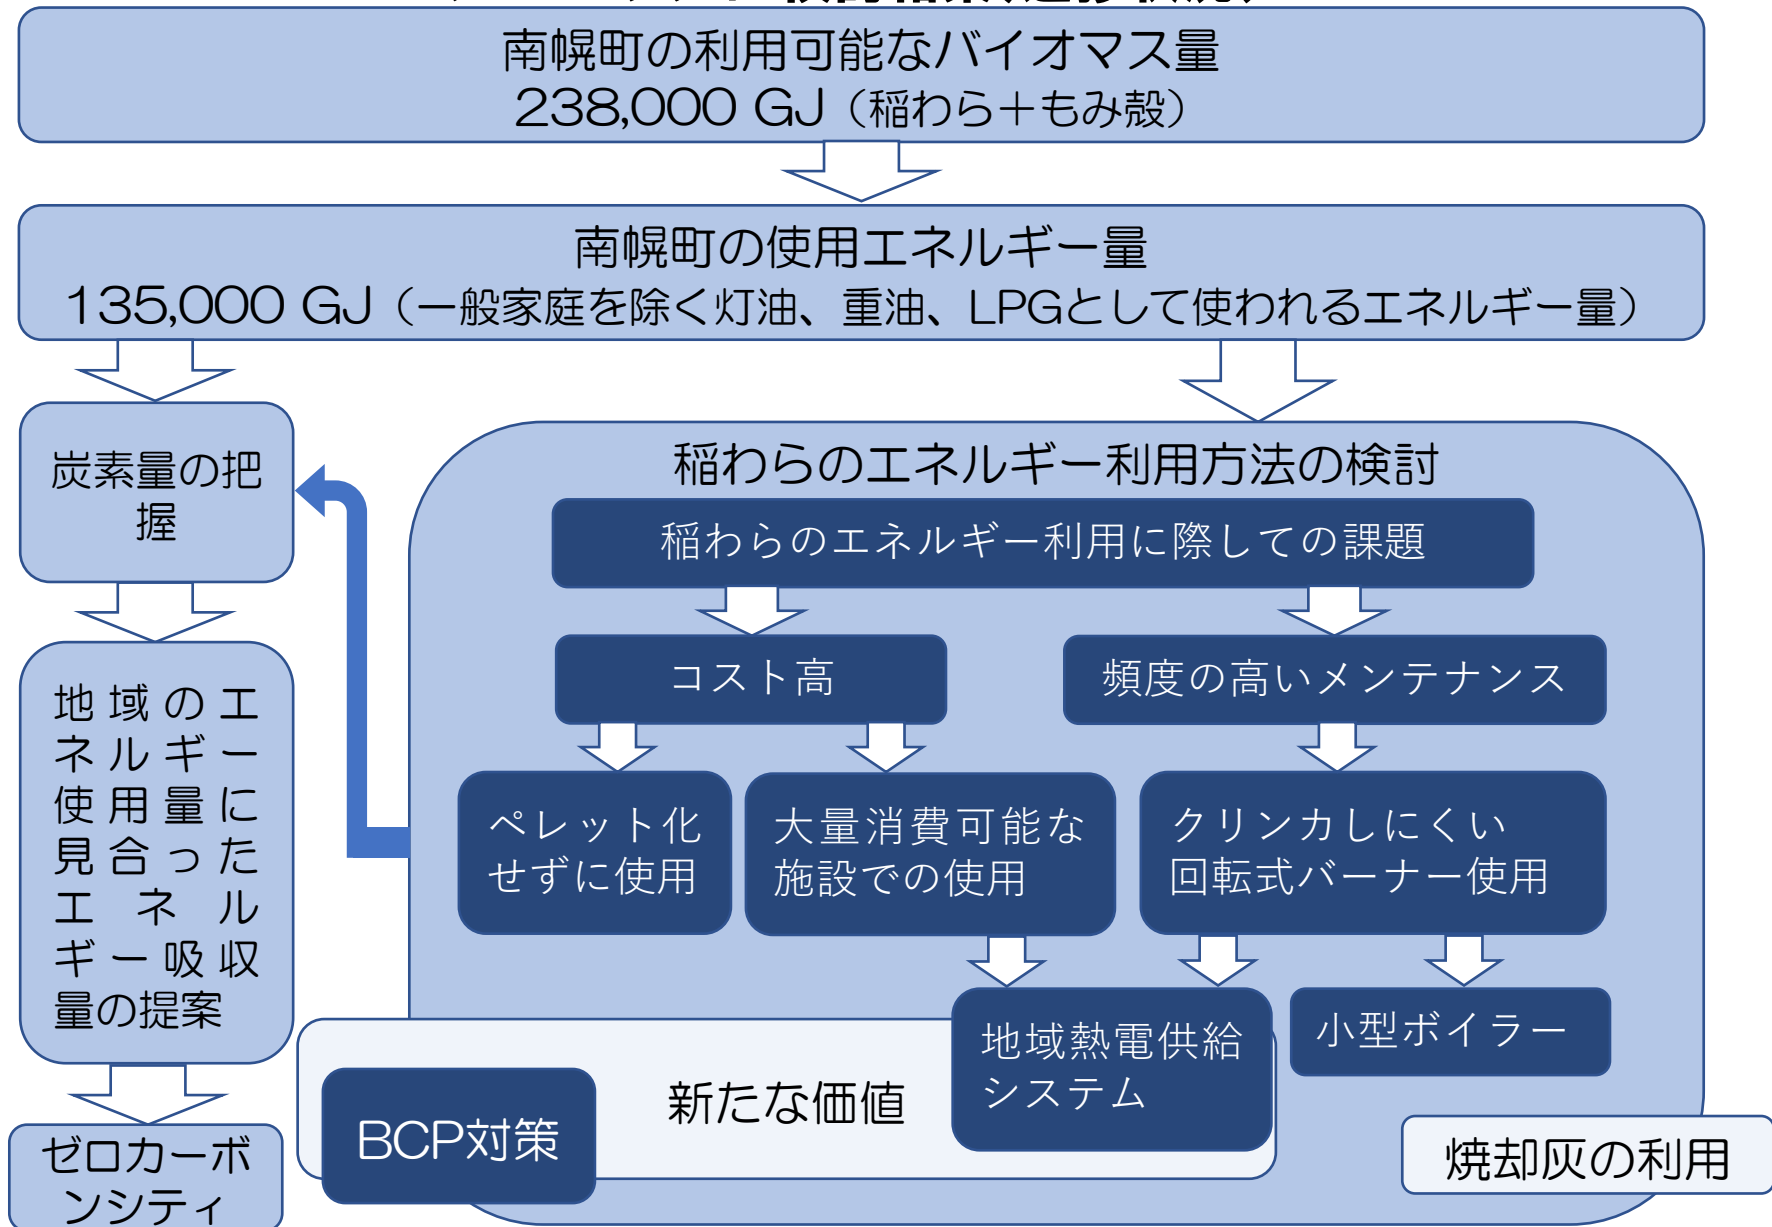 南幌町の利用可能なバイオマス量
238,000 GJ（稲わら＋もみ殻）
南幌町の使用エネルギー量
135,000 GJ（一般家庭を除く灯油、重油、LPGとして使われるエネルギー量）
炭素量の把
握
地域のエ
ネルギー
使用量に
見合った
エネル
ギー吸収
量の提案
ゼロカーボ
ンシティ
稲わらのエネルギー利用方法の検討
稲わらのエネルギー利用に際しての課題
コスト高
頻度の高いメンテナンス
ペレット化
せずに使用
大量消費可能な
施設での使用
クリンカしにくい
回転式バーナー使用
地域熱電供給
システム
小型ボイラー
新たな価値
BCP対策
焼却灰の利用